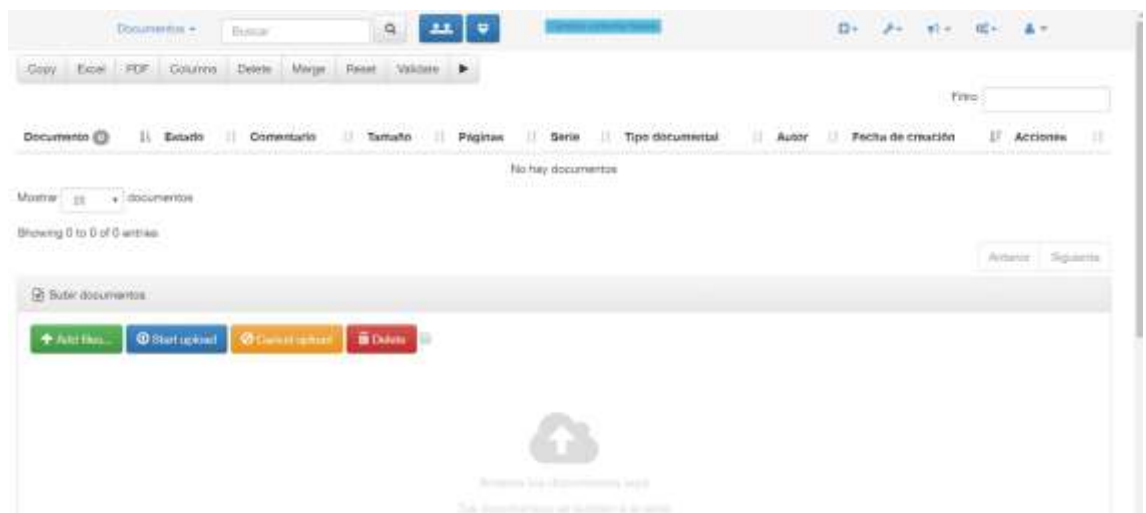 Documentos
Buscar
Copy Excel PDF Columns Delete Merge Reset Validare
Filtro
Documento 0 Estado Comentario Tamaño Páginas Serie Tipo documental Autor Fecha de creación Acciones
No hay documentos
Mostrar documentos
Showing 0 to 0 of 0 entries
Anterior Siguiente
Subir documentos
Add files... Start upload Cancel upload Delete